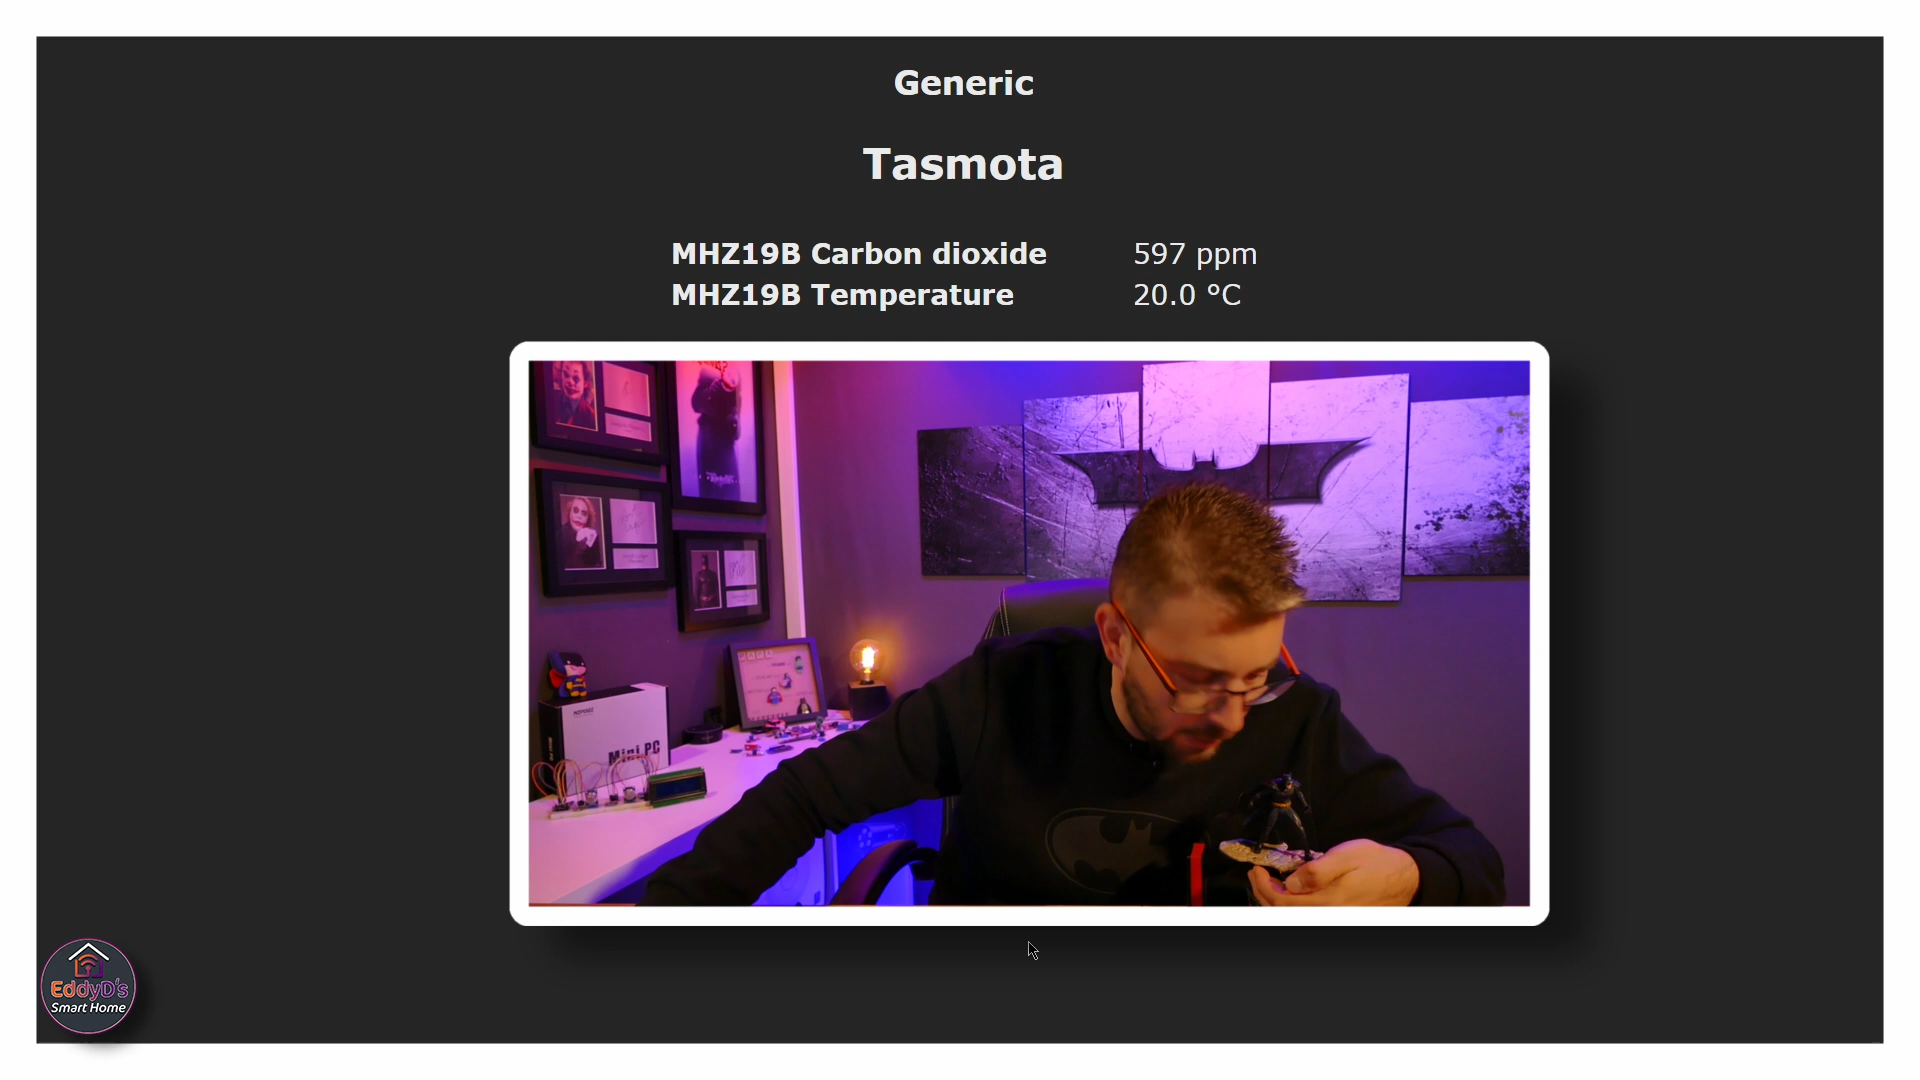 Generic
Tasmota
MHZ19B Carbon dioxide 597 ppm
MHZ19B Temperature 20.0 °C
Mini PC
EddyD's
Smart Home